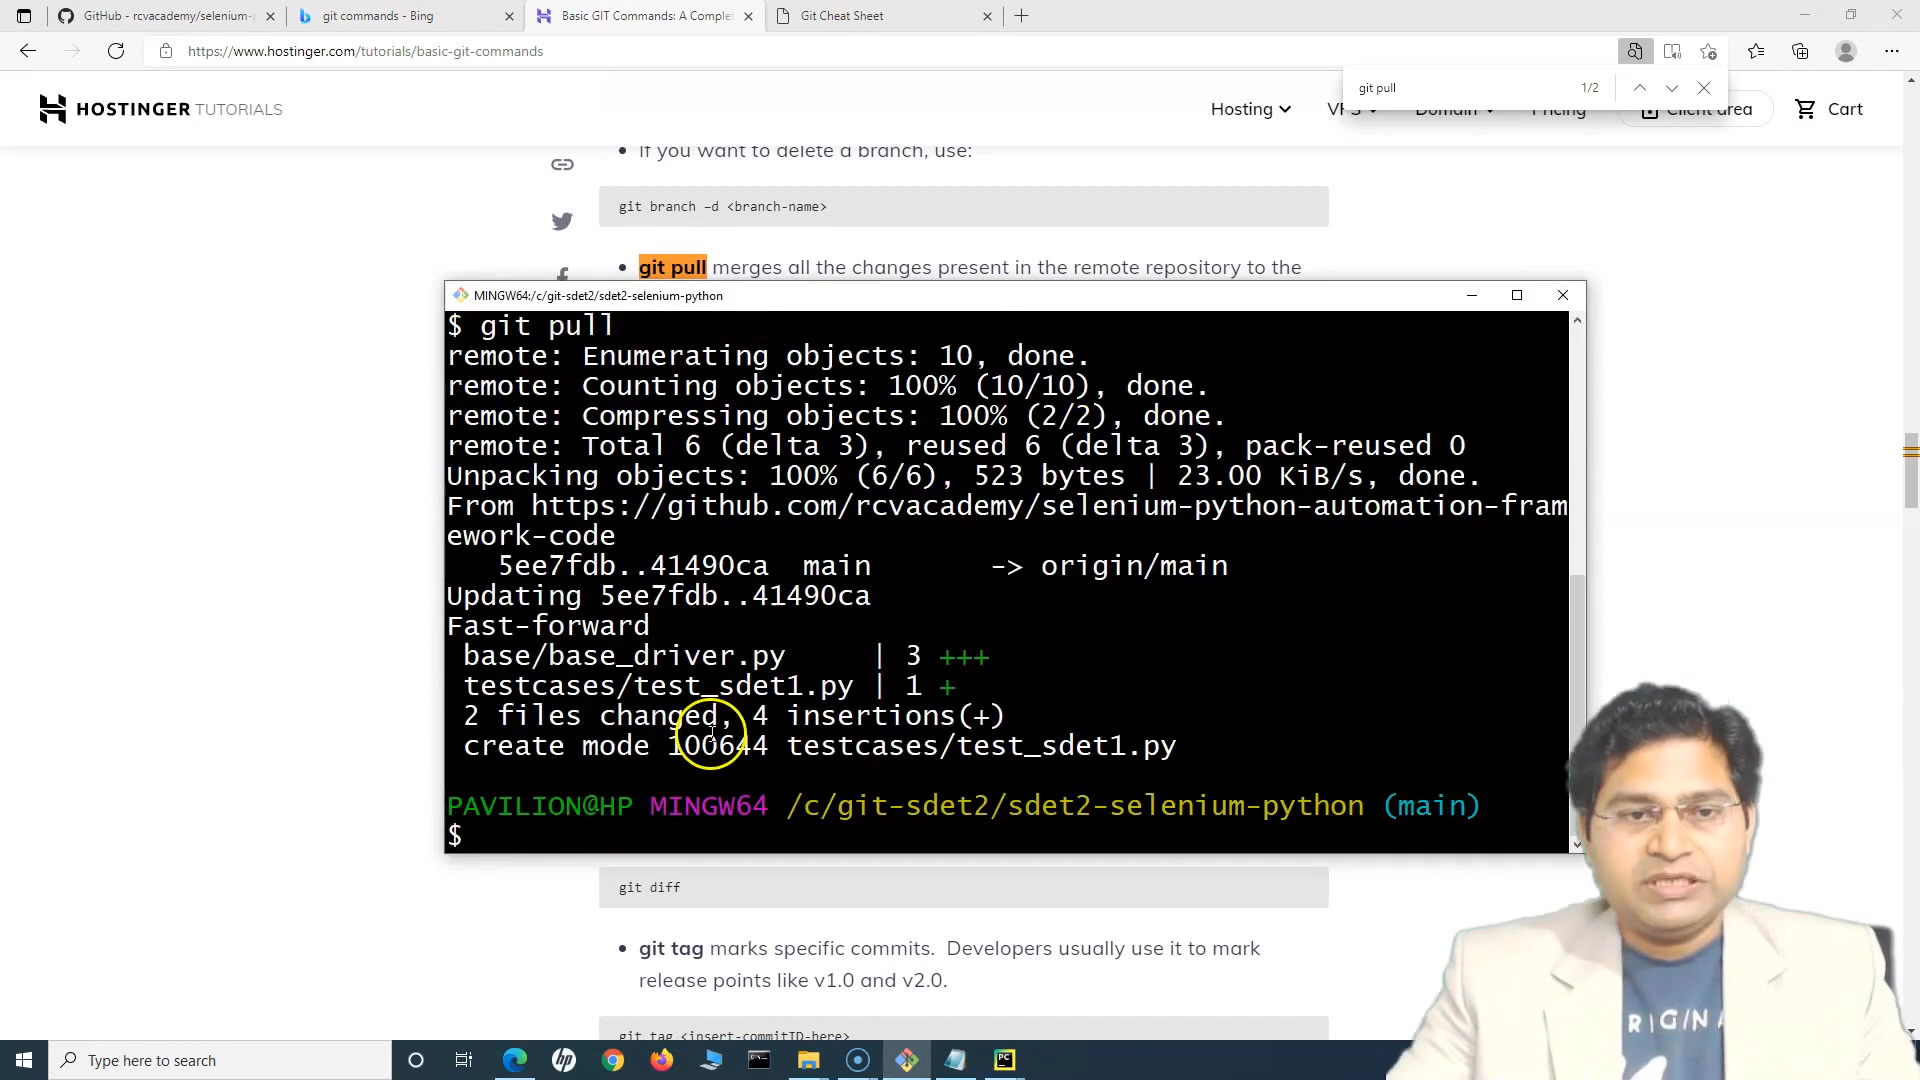 GitHub - rcvacademy/selenium-
git commands - Bing
Basic GIT Commands: A Complet
Git Cheat Sheet
https://www.hostinger.com/tutorials/basic-git-commands
git pull
1/2
HOSTINGER TUTORIALS
Hosting
Domain
Pricing
Client area
Cart
• If you want to delete a branch, use:
git branch –d <branch-name>
• git pull merges all the changes present in the remote repository to the
MINGW64:/c/git-sdet2/sdet2-selenium-python
$ git pull
remote: Enumerating objects: 10, done.
remote: Counting objects: 100% (10/10), done.
remote: Compressing objects: 100% (2/2), done.
remote: Total 6 (delta 3), reused 6 (delta 3), pack-reused 0
Unpacking objects: 100% (6/6), 523 bytes | 23.00 KiB/s, done.
From https://github.com/rcvacademy/selenium-python-automation-fram
ework-code
5ee7fdb..41490ca main -> origin/main
Updating 5ee7fdb..41490ca
Fast-forward
base/base_driver.py | 3 +++
testcases/test_sdet1.py | 1 +
2 files changed, 4 insertions(+)
create mode 100644 testcases/test_sdet1.py
PAVILION@HP MINGW64 /c/git-sdet2/sdet2-selenium-python (main)
$
git diff
• git tag marks specific commits. Developers usually use it to mark
release points like v1.0 and v2.0.
git tag <insert-commitID-here>
Type here to search